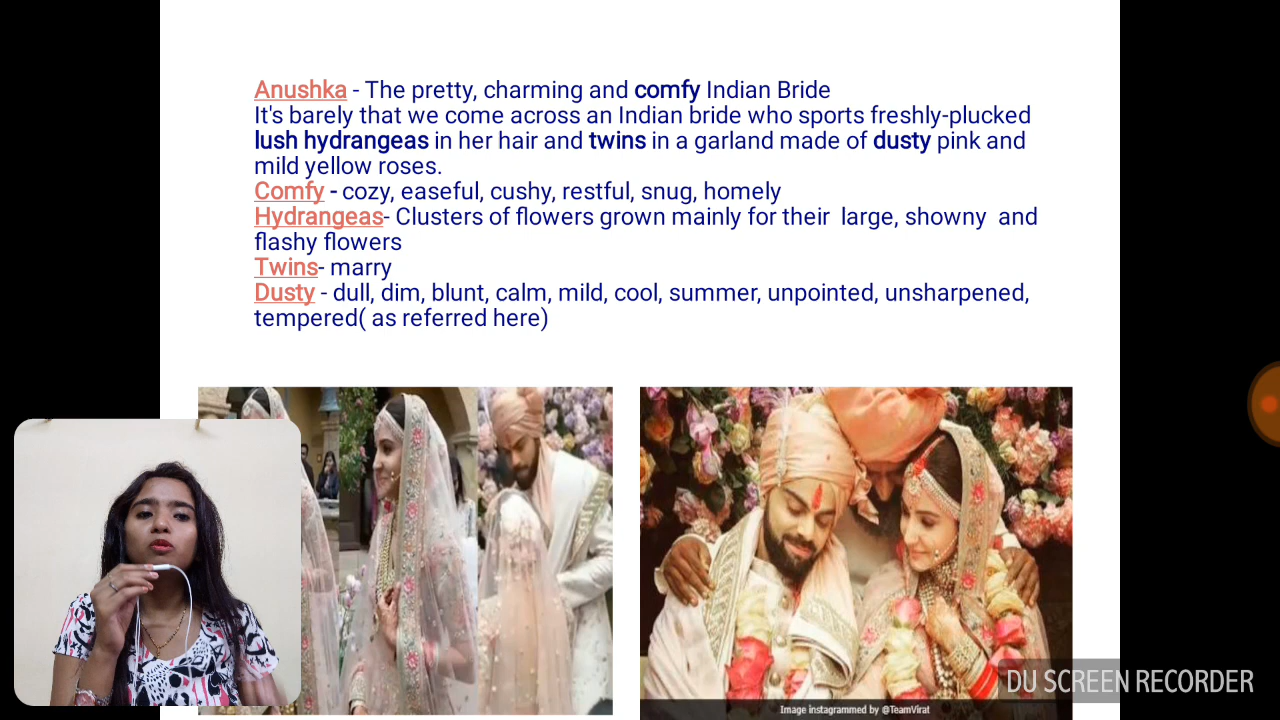 Anushka - The pretty, charming and comfy Indian Bride
It's barely that we come across an Indian bride who sports freshly-plucked
lush hydrangeas in her hair and twins in a garland made of dusty pink and
mild yellow roses.
Comfy - cozy, easeful, cushy, restful, snug, homely
Hydrangeas- Clusters of flowers grown mainly for their large, showny and
flashy flowers
Twins- marry
Dusty - dull, dim, blunt, calm, mild, cool, summer, unpointed, unsharpened,
tempered( as referred here)
DU SCREEN RECORDER
Image instagrammed by @TeamVirat